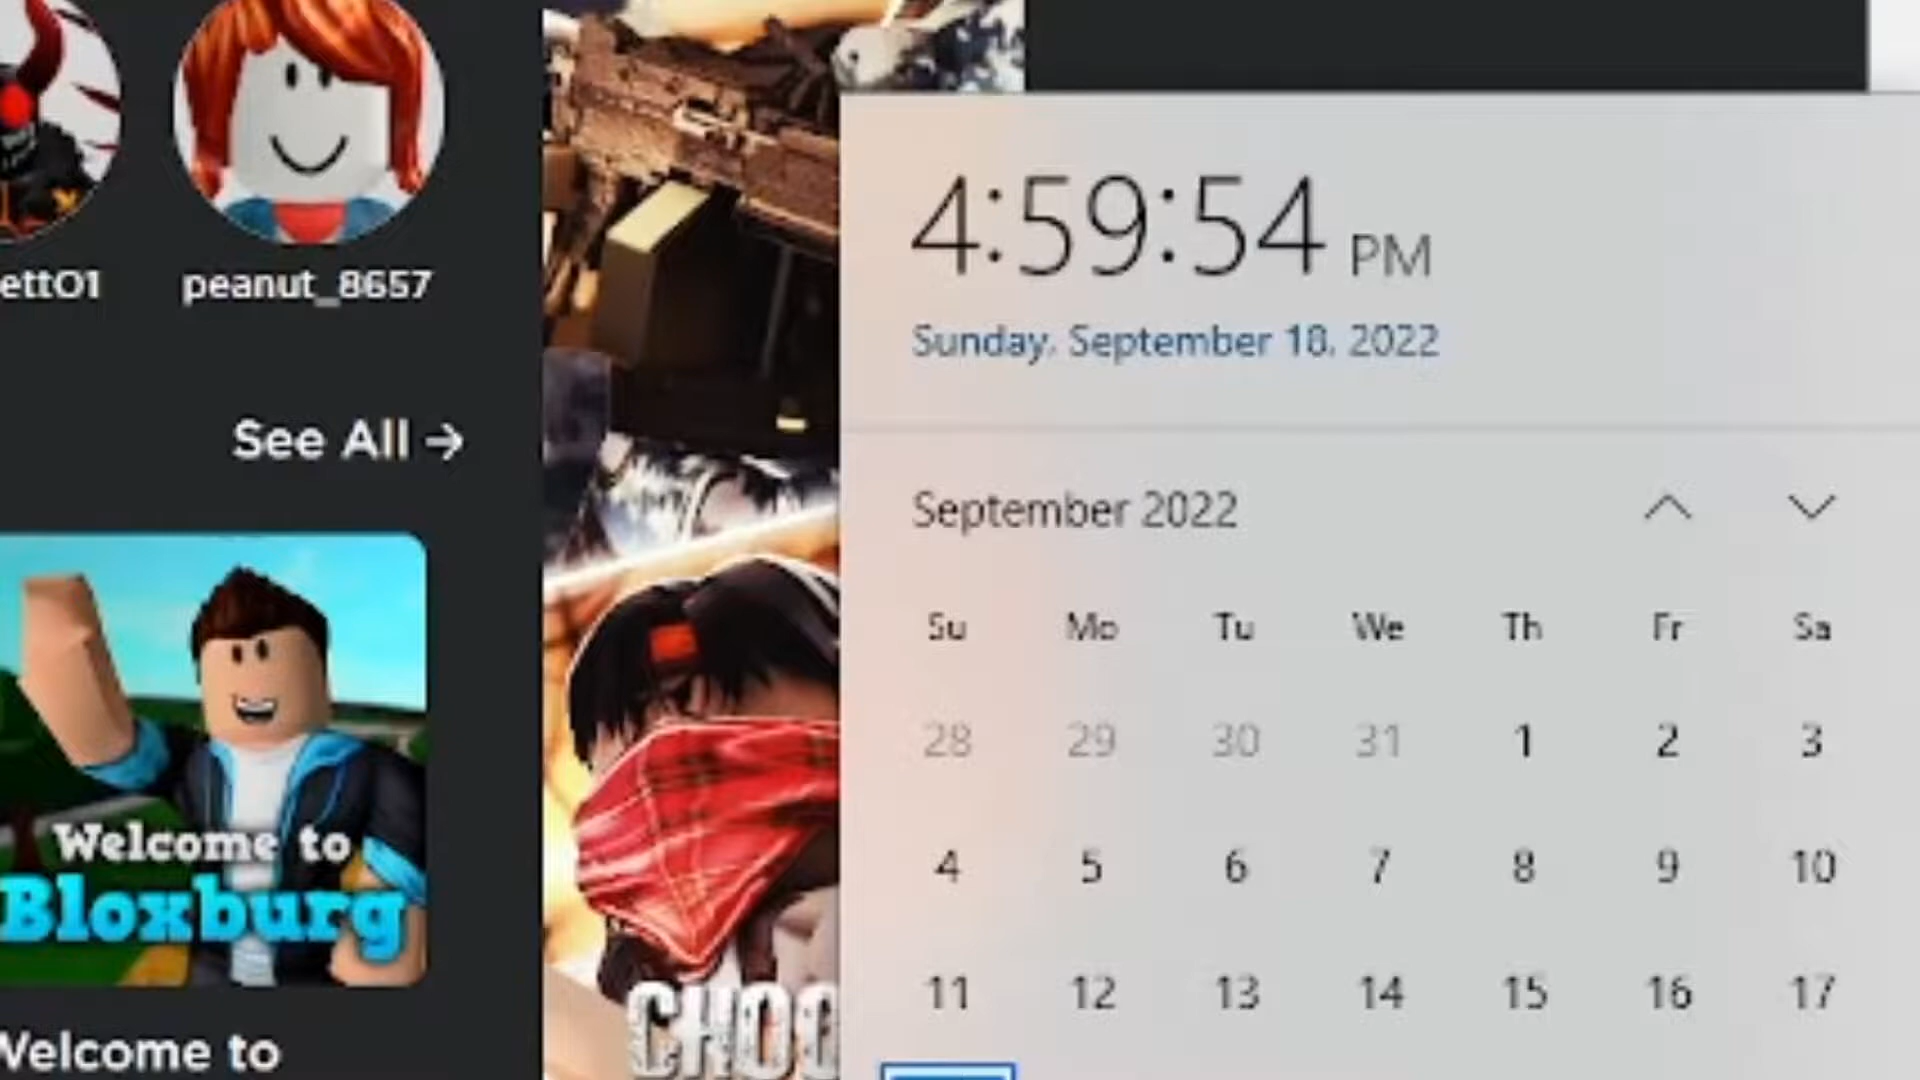 ett01
peanut_8657
See All →
Welcome to
Bloxburg
Welcome to
4:59:54 PM
Sunday, September 18, 2022
September 2022
Su Mo Tu We Th Fr Sa
28 29 30 31 1 2 3
4 5 6 7 8 9 10
11 12 13 14 15 16 17
CHOO